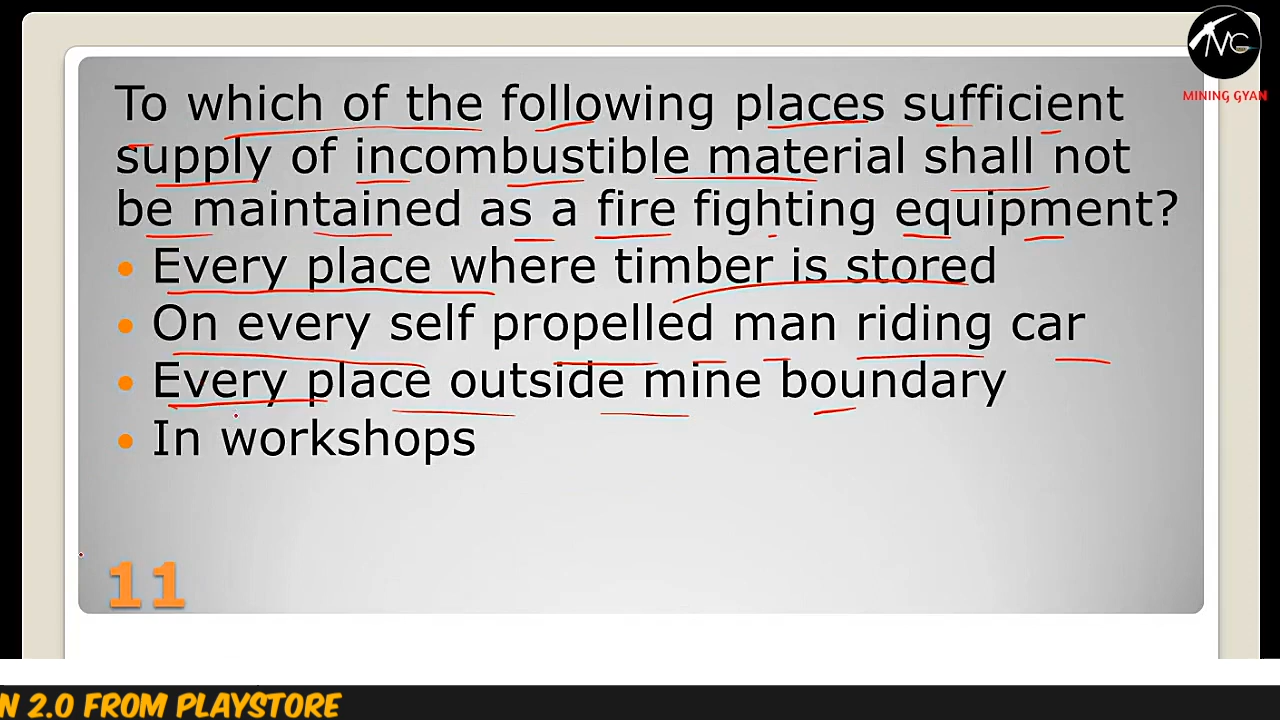 MC
MINING GYAN
To which of the following places sufficient
supply of incombustible material shall not
be maintained as a fire fighting equipment?
• Every place where timber is stored
• On every self propelled man riding car
• Every place outside mine boundary
• In workshops
11
N 2.0 FROM PLAYSTORE